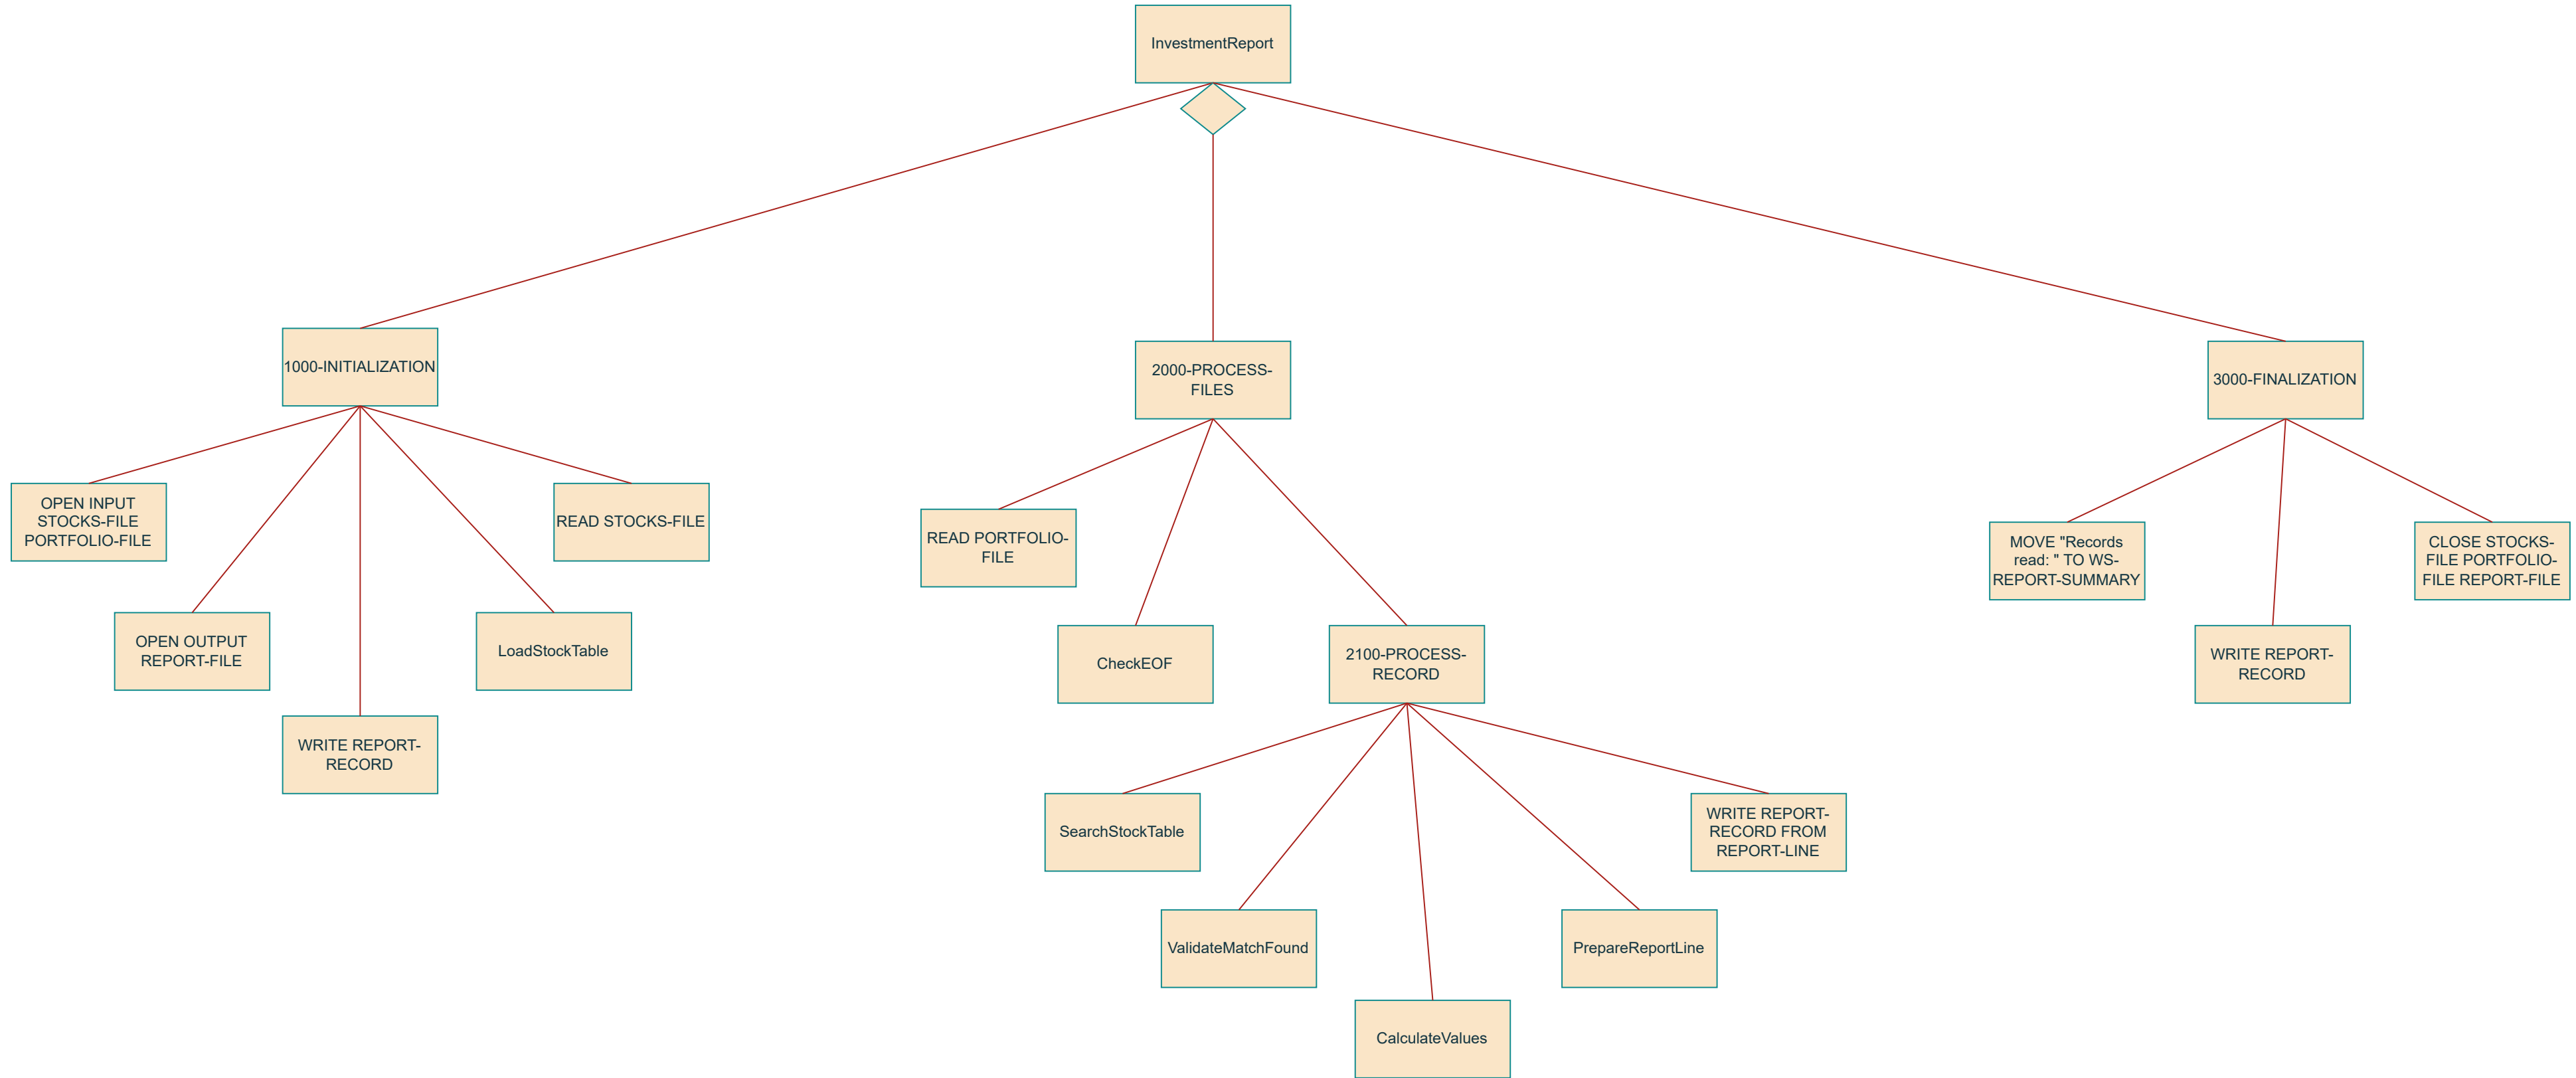 InvestmentReport
1000-INITIALIZATION
2000-PROCESS-
FILES
3000-FINALIZATION
OPEN INPUT
STOCKS-FILE
PORTFOLIO-FILE
OPEN OUTPUT
REPORT-FILE
WRITE REPORT-
RECORD
LoadStockTable
READ STOCKS-FILE
READ PORTFOLIO-
FILE
CheckEOF
2100-PROCESS-
RECORD
SearchStockTable
ValidateMatchFound
CalculateValues
PrepareReportLine
WRITE REPORT-
RECORD FROM
REPORT-LINE
MOVE "Records
read: " TO WS-
REPORT-SUMMARY
WRITE REPORT-
RECORD
CLOSE STOCKS-
FILE PORTFOLIO-
FILE REPORT-FILE